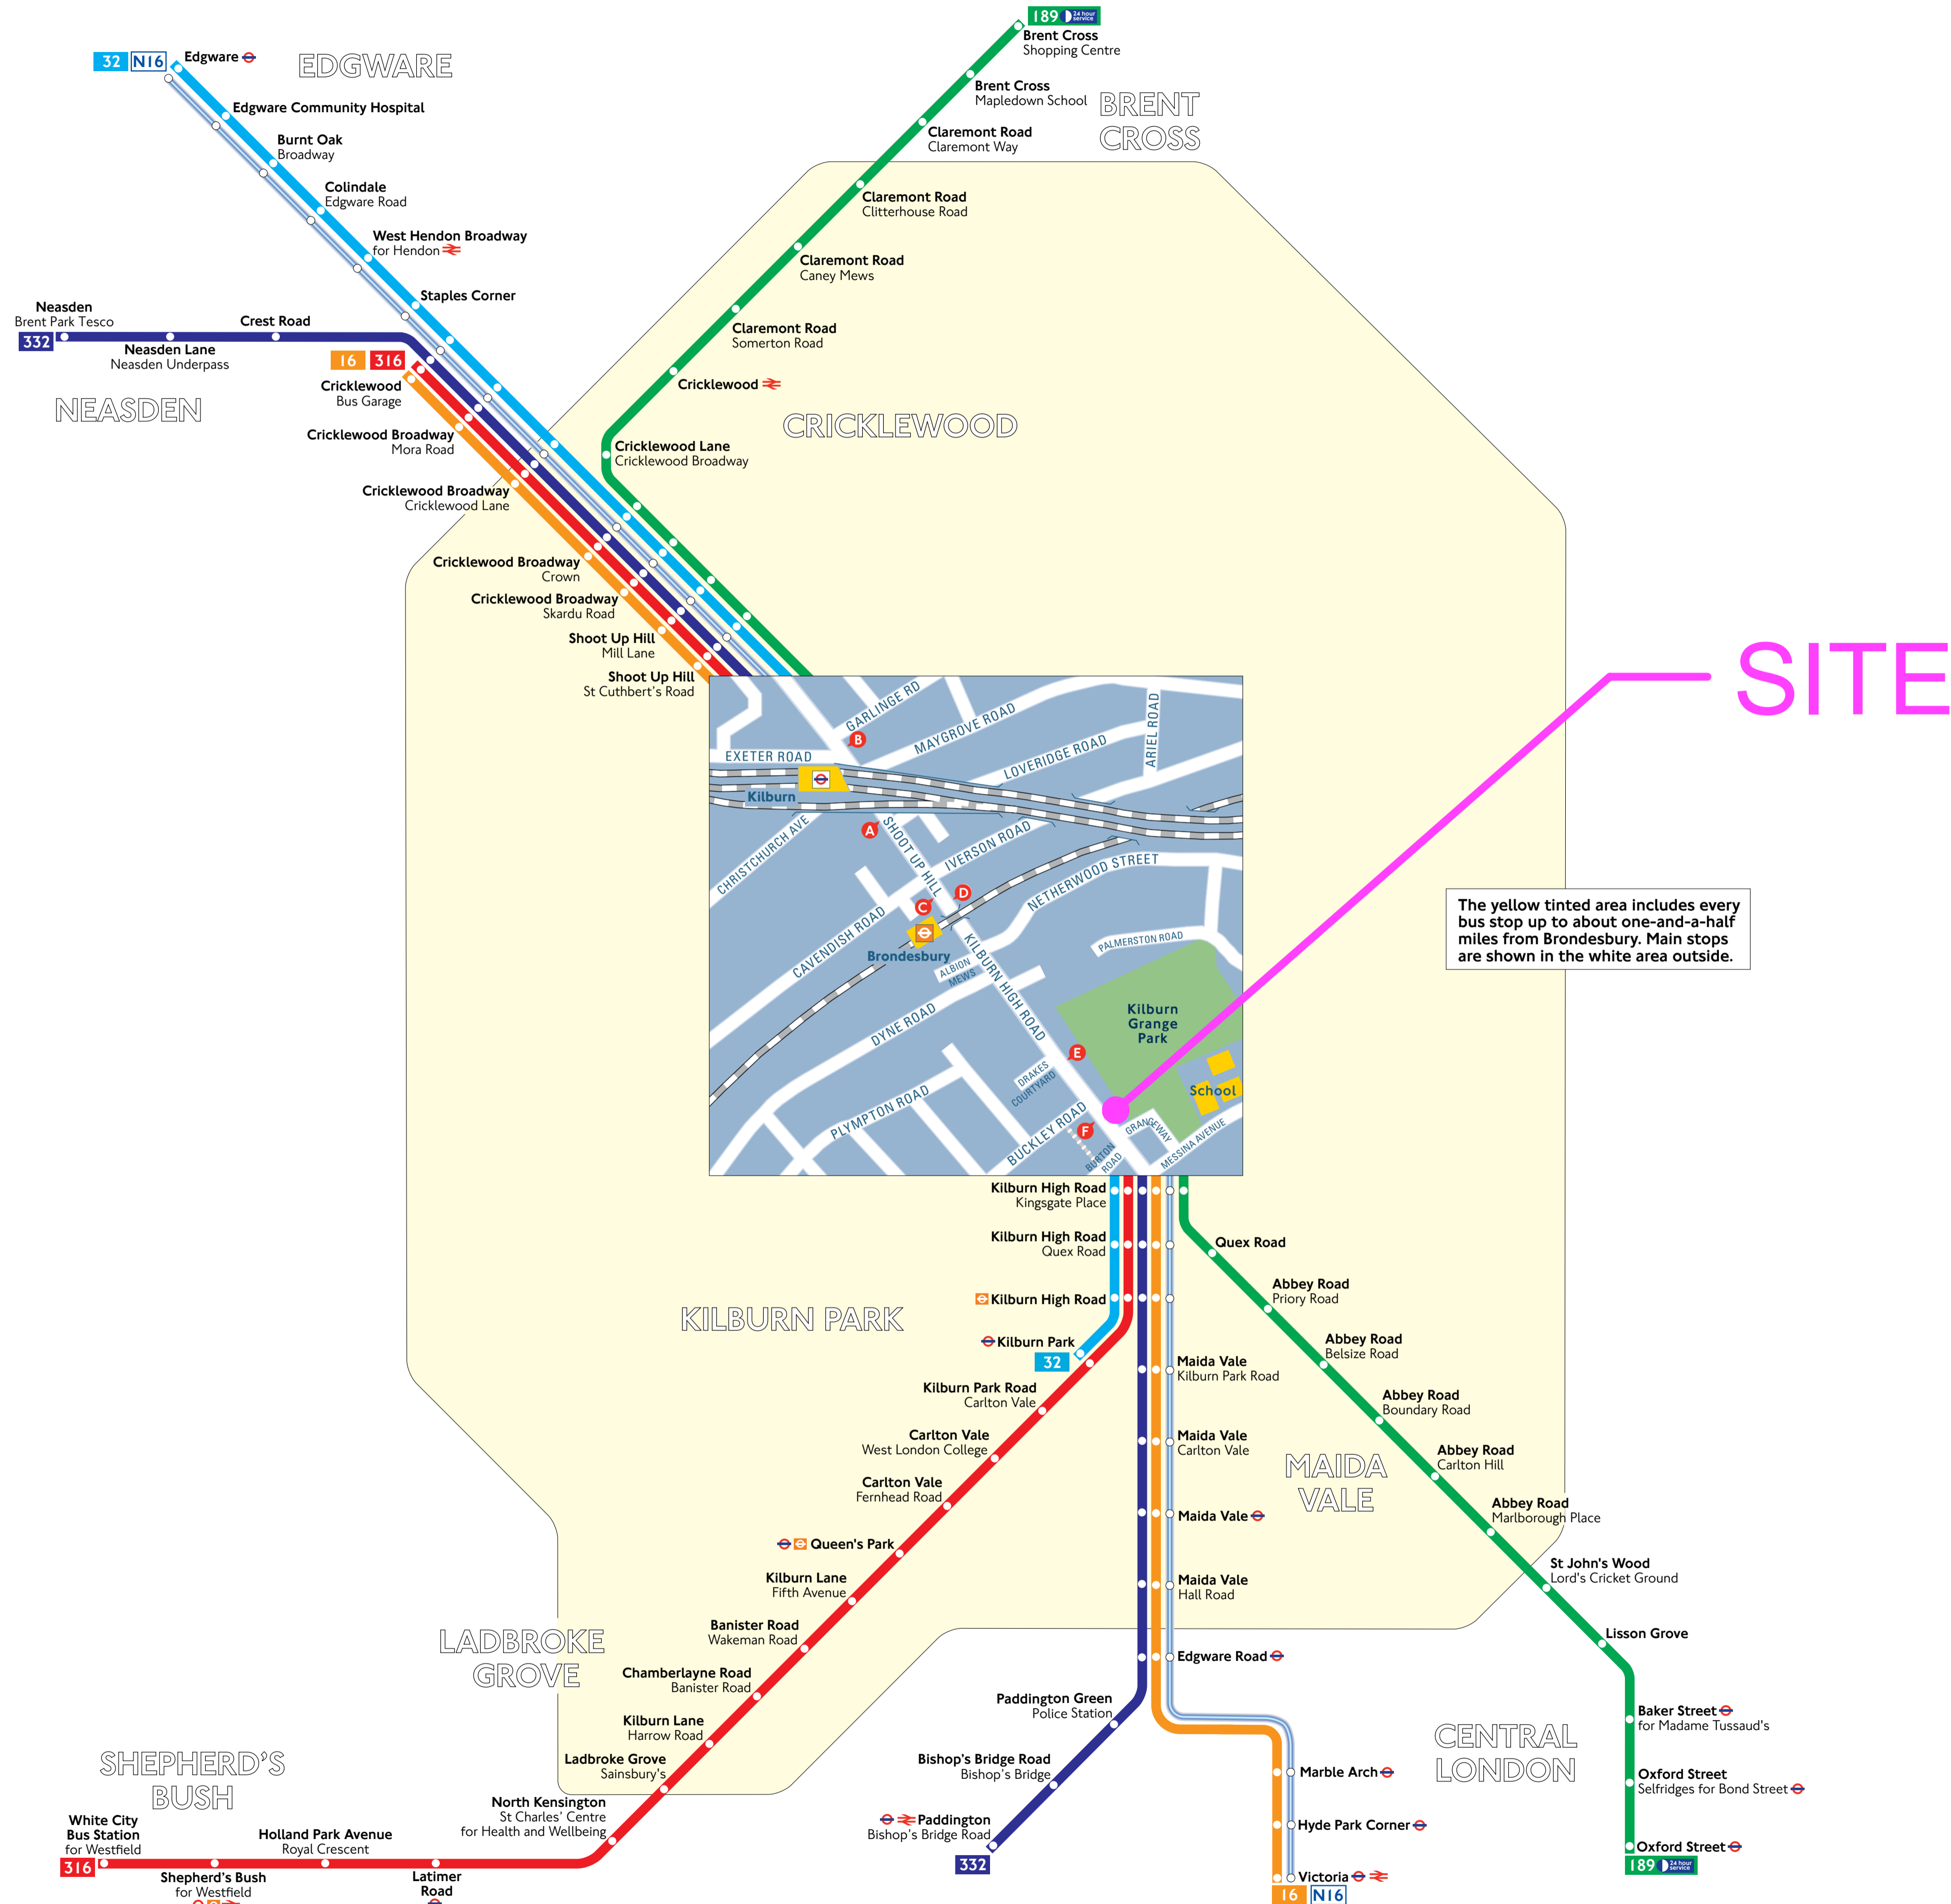 189 24 hour service
Brent Cross
Shopping Centre
Brent Cross
Mapledown School
BRENT
CROSS
Claremont Road
Claremont Way
Claremont Road
Clitterhouse Road
Claremont Road
Caney Mews
Claremont Road
Somerton Road
Cricklewood
CRICKLEWOOD
Cricklewood Lane
Cricklewood Broadway
32 N16 Edgware
EDGWARE
Edgware Community Hospital
Burnt Oak
Broadway
Colindale
Edgware Road
West Hendon Broadway
for Hendon
Staples Corner
Neasden
Brent Park Tesco
332
Neasden Lane
Neasden Underpass
Crest Road
NEASDEN
16 316
Cricklewood
Bus Garage
Cricklewood Broadway
Mora Road
Cricklewood Broadway
Cricklewood Lane
Cricklewood Broadway
Crown
Cricklewood Broadway
Skardu Road
Shoot Up Hill
Mill Lane
Shoot Up Hill
St Cuthbert's Road
SITE
The yellow tinted area includes every
bus stop up to about one-and-a-half
miles from Brondesbury. Main stops
are shown in the white area outside.
GARLINGE RD
MAYGROVE ROAD
ARIEL ROAD
EXETER ROAD
B
LOVERIDGE ROAD
Kilburn
A
SHOOT UP HILL
CHRISTCHURCH AVE
IVERSON ROAD
NETHERWOOD STREET
D
C
CAVENDISH ROAD
Brondesbury
ALBION
MEWS
KILBURN HIGH ROAD
PALMERSTON ROAD
DYNE ROAD
Kilburn
Grange
Park
E
DRAKES
COURTYARD
School
PLYMPTON ROAD
BUCKLEY ROAD
F
GRANGEWAY
BURTON
ROAD
MESSINA AVENUE
Kilburn High Road
Kingsgate Place
Kilburn High Road
Quex Road
Kilburn High Road
KILBURN PARK
Kilburn Park
32
Kilburn Park Road
Carlton Vale
Carlton Vale
West London College
Carlton Vale
Fernhead Road
Queen's Park
Kilburn Lane
Fifth Avenue
Banister Road
Wakeman Road
LADBROKE
GROVE
Chamberlayne Road
Banister Road
Kilburn Lane
Harrow Road
Ladbroke Grove
Sainsbury's
North Kensington
St Charles' Centre
for Health and Wellbeing
SHEPHERD'S
BUSH
White City
Bus Station
for Westfield
316
Shepherd's Bush
for Westfield
Holland Park Avenue
Royal Crescent
Latimer
Road
Maida Vale
Kilburn Park Road
Maida Vale
Carlton Vale
MAIDA
VALE
Maida Vale
Maida Vale
Hall Road
Edgware Road
Paddington Green
Police Station
Bishop's Bridge Road
Bishop's Bridge
Paddington
Bishop's Bridge Road
332
Marble Arch
Hyde Park Corner
Victoria
16 N16
CENTRAL
LONDON
Quex Road
Abbey Road
Priory Road
Abbey Road
Belsize Road
Abbey Road
Boundary Road
Abbey Road
Carlton Hill
Abbey Road
Marlborough Place
St John's Wood
Lord's Cricket Ground
Lisson Grove
Baker Street
for Madame Tussaud's
Oxford Street
Selfridges for Bond Street
Oxford Street
189 24 hour service